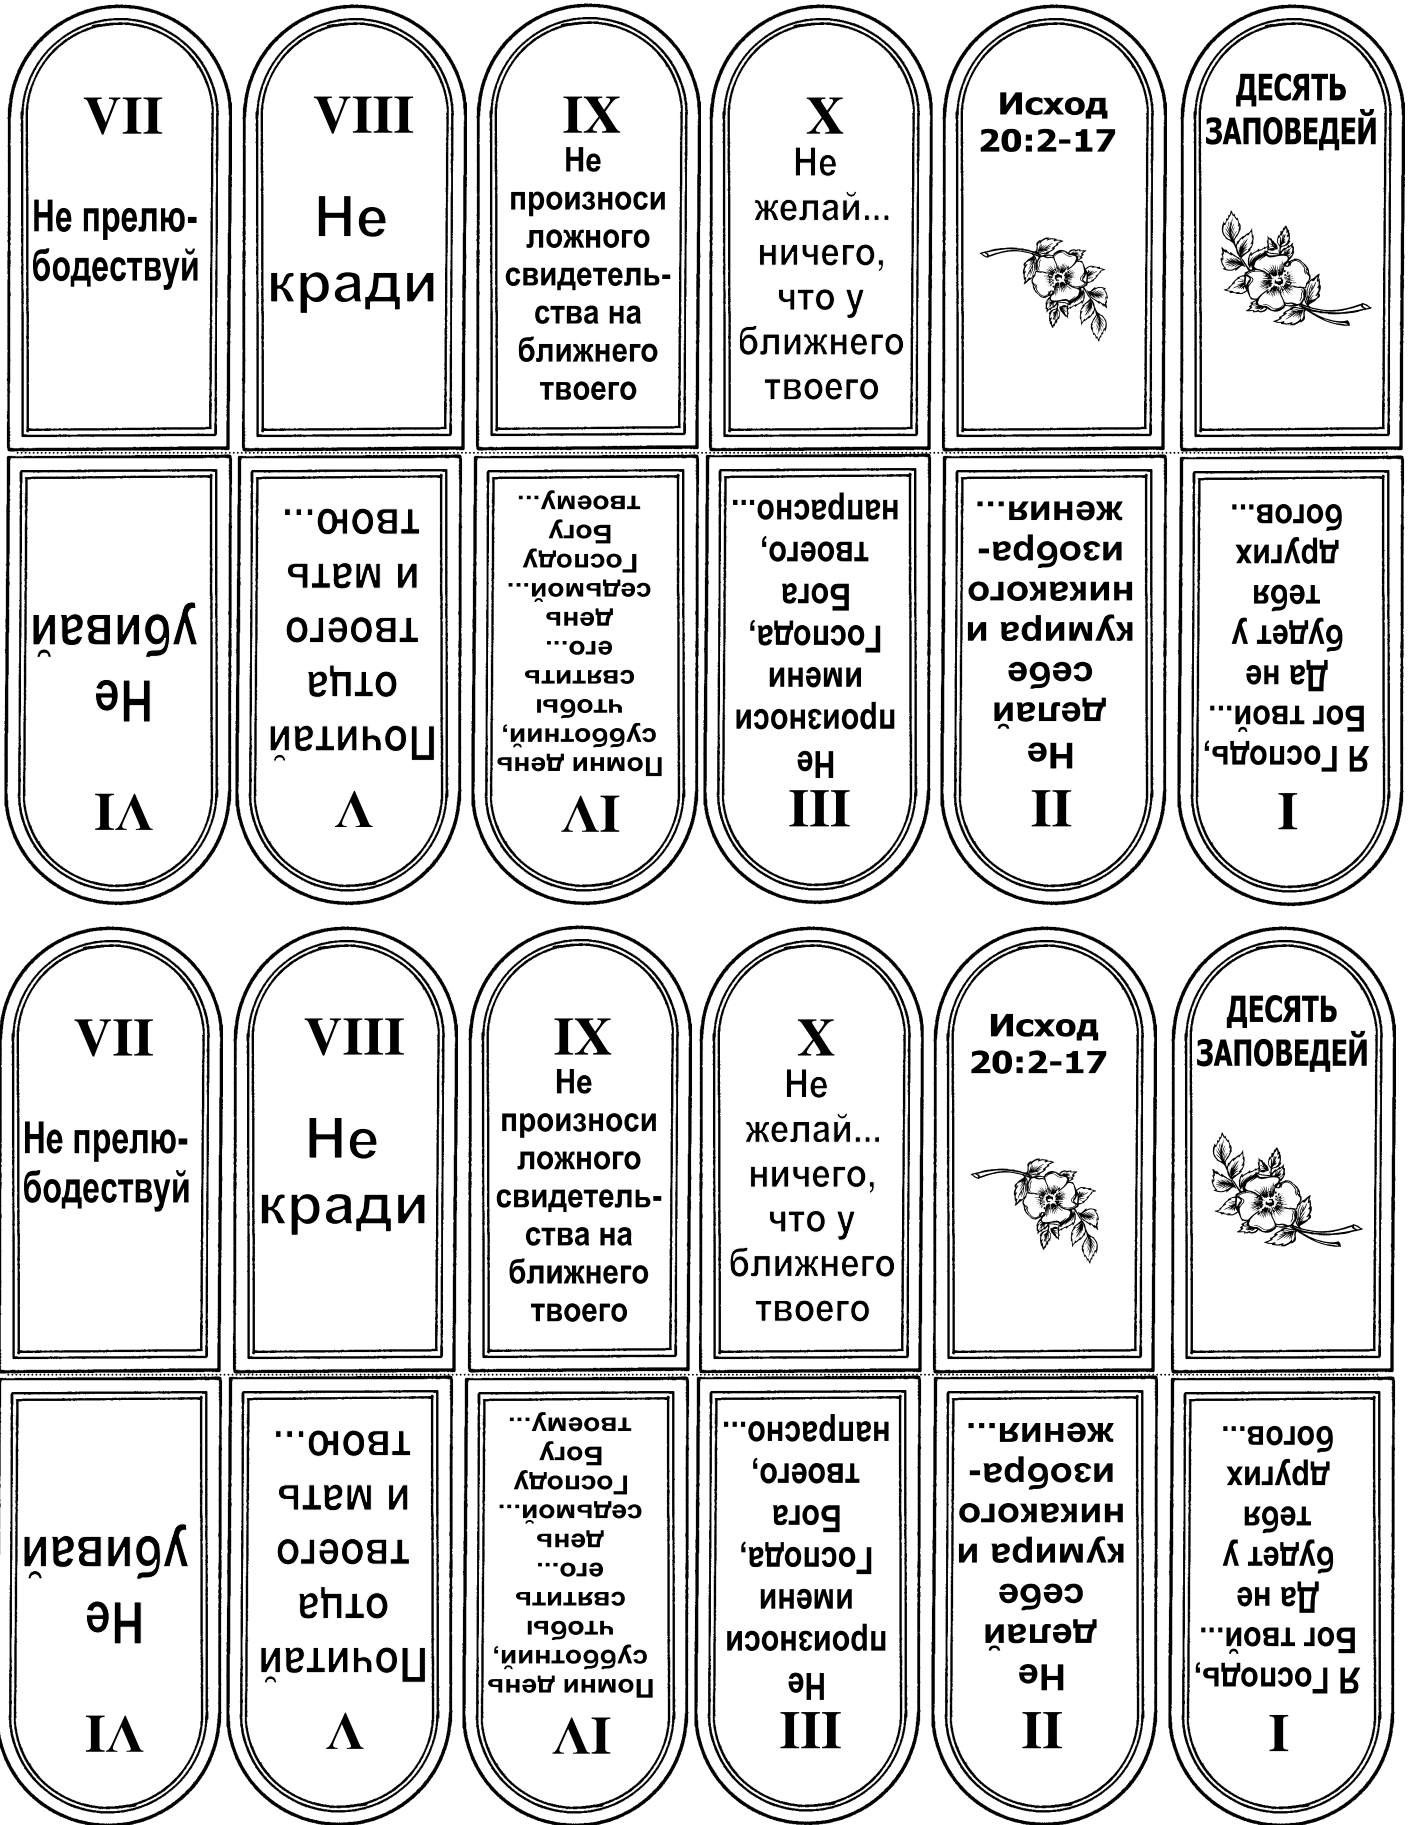 VII
Не прелю-
бодествуй
VIII
Не
кради
IX
Не
произноси
ложного
свидетель-
ства на
ближнего
твоего
X
Не
желай...
ничего,
что у
ближнего
твоего
Исход
20:2-17
ДЕСЯТЬ
ЗАПОВЕДЕЙ
I
Я Господь,
Бог твой...
Да не
будет у
тебя
других
богов...
II
Не
делай
себе
кумира и
никакого
изобра-
жения...
III
Не
произноси
имени
Господа,
Бога
твоего,
напрасно...
IV
Помни день
субботний,
чтобы
святить
его...
день
седьмой...
Господу
Богу
твоему...
V
Почитай
отца
твоего
и мать
твою...
VI
Не
убивай
VII
Не прелю-
бодествуй
VIII
Не
кради
IX
Не
произноси
ложного
свидетель-
ства на
ближнего
твоего
X
Не
желай...
ничего,
что у
ближнего
твоего
Исход
20:2-17
ДЕСЯТЬ
ЗАПОВЕДЕЙ
I
Я Господь,
Бог твой...
Да не
будет у
тебя
других
богов...
II
Не
делай
себе
кумира и
никакого
изобра-
жения...
III
Не
произноси
имени
Господа,
Бога
твоего,
напрасно...
IV
Помни день
субботний,
чтобы
святить
его...
день
седьмой...
Господу
Богу
твоему...
V
Почитай
отца
твоего
и мать
твою...
VI
Не
убивай